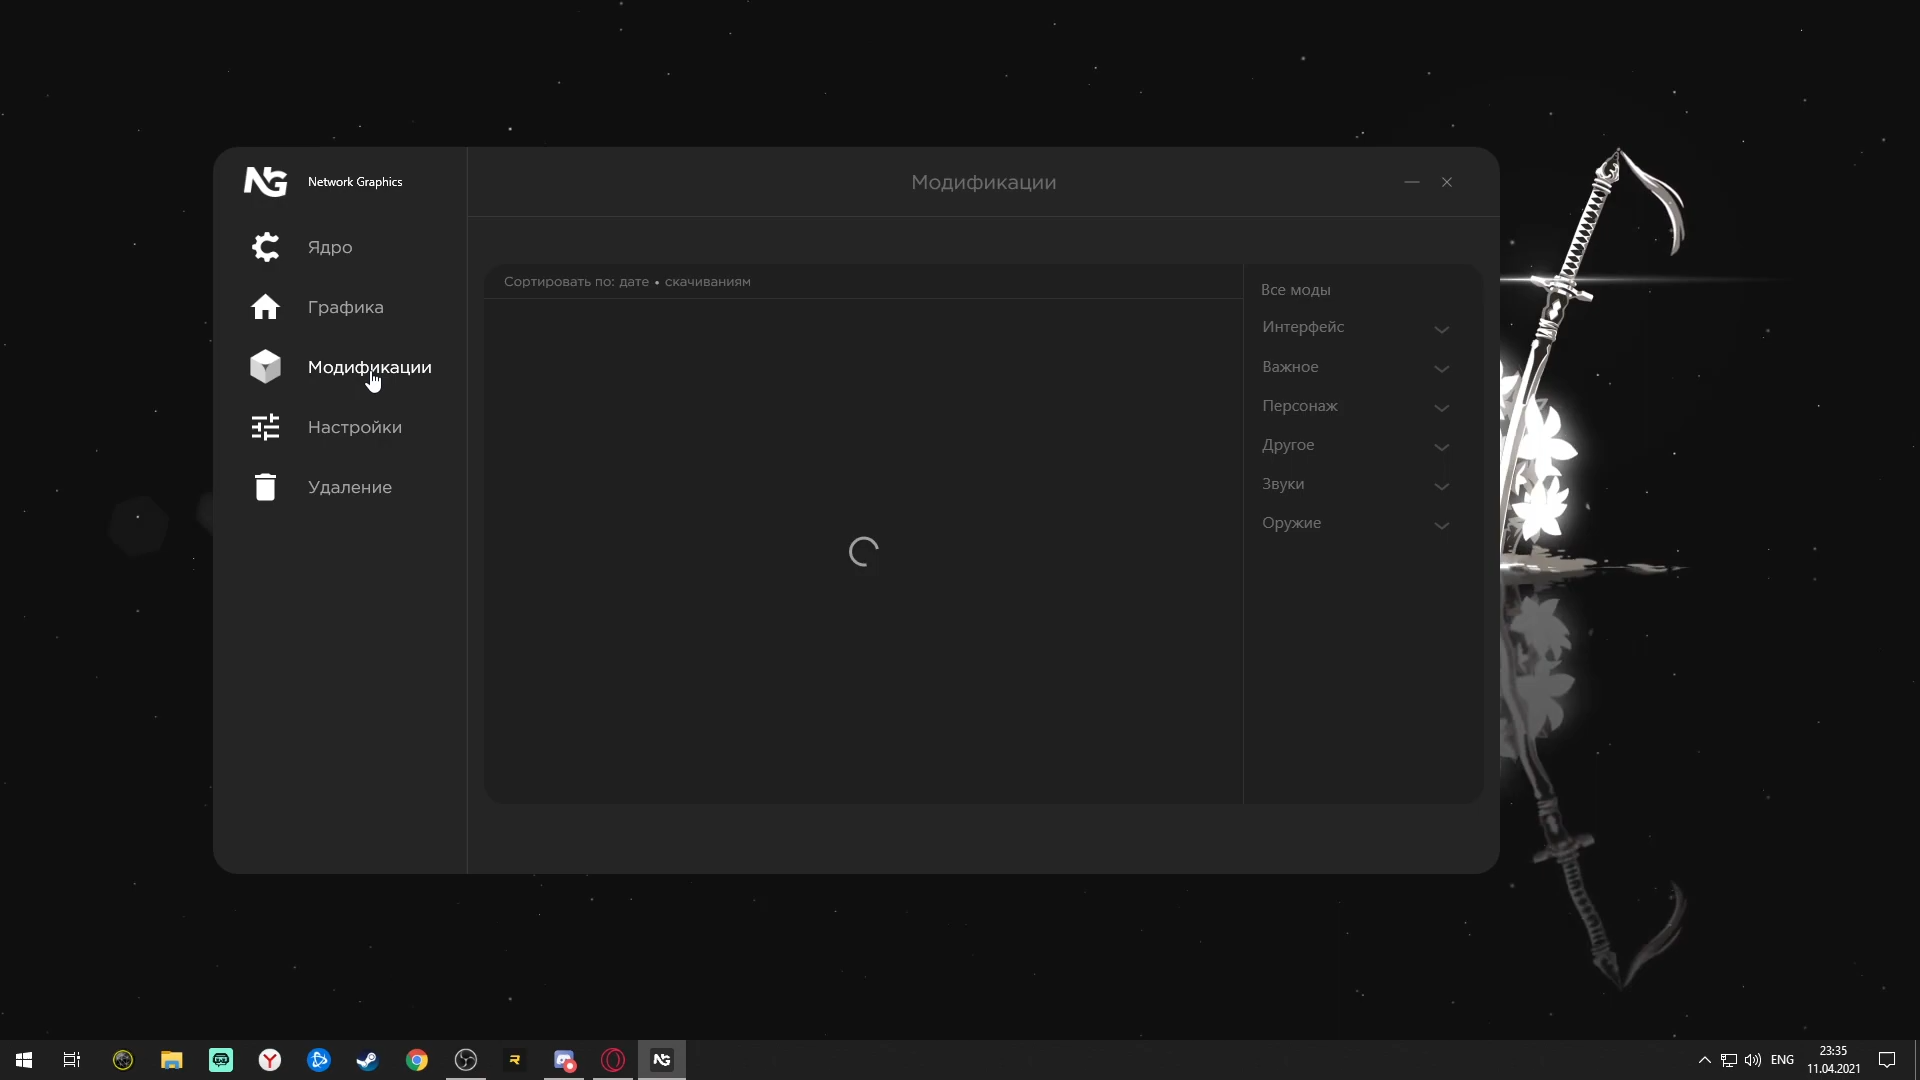 NG Network Graphics
Модификации
Ядро
Графика
Модификации
Настройки
Удаление
Сортировать по: дате • скачиваниям
Все моды
Интерфейс
Важное
Персонаж
Другое
Звуки
Оружие
ENG
23:35
11.04.2021